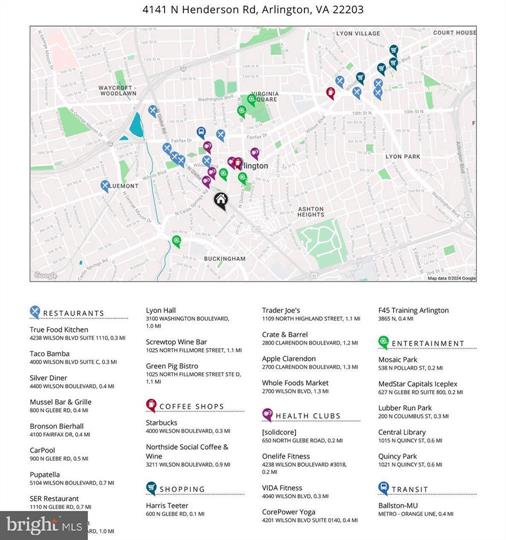 4141 N Henderson Rd, Arlington, VA 22203
LYON VILLAGE
COURT HOUSE
WAYCROFT -
WOODLAWN
VIRGINIA
SQUARE
LYON PARK
BLUEMONT
Arlington
ASHTON
HEIGHTS
BUCKINGHAM
Google
Map data ©2024 Google
RESTAURANTS
True Food Kitchen
4238 WILSON BOULEVARD SUITE 1110, 0.3 MI
Taco Bamba
4000 WILSON BLVD SUITE C, 0.3 MI
Silver Diner
4400 WILSON BOULEVARD, 0.4 MI
Mussel Bar & Grille
800 N GLEBE RD, 0.4 MI
Bronson Bierhall
4100 FAIRFAX DR, 0.4 MI
CarPool
900 N GLEBE RD, 0.5 MI
Pupatella
5104 WILSON BOULEVARD, 0.7 MI
SER Restaurant
1110 N GLEBE RD, 0.7 MI
Lyon Hall
3100 WASHINGTON BOULEVARD,
1.0 MI
Screwtop Wine Bar
1025 NORTH FILLMORE STREET, 1.1 MI
Green Pig Bistro
1025 NORTH FILLMORE STREET STE D,
1.1 MI
COFFEE SHOPS
Starbucks
4000 WILSON BOULEVARD, 0.3 MI
Northside Social Coffee &
Wine
3211 WILSON BOULEVARD, 0.9 MI
SHOPPING
Harris Teeter
600 N GLEBE RD, 0.1 MI
Trader Joe's
1109 NORTH HIGHLAND STREET, 1.1 MI
Crate & Barrel
2800 CLARENDON BOULEVARD, 1.2 MI
Apple Clarendon
2700 CLARENDON BOULEVARD, 1.3 MI
Whole Foods Market
2700 WILSON BLVD, 1.3 MI
HEALTH CLUBS
[solidcore]
650 NORTH GLEBE ROAD, 0.2 MI
Onelife Fitness
4238 WILSON BOULEVARD #3018,
0.2 MI
VIDA Fitness
4040 WILSON BLVD, 0.3 MI
CorePower Yoga
4201 WILSON BLVD SUITE 0140, 0.4 MI
F45 Training Arlington
3865 N, 0.4 MI
ENTERTAINMENT
Mosaic Park
538 N POLLARD ST, 0.2 MI
MedStar Capitals Iceplex
627 N GLEBE RD SUITE 800, 0.2 MI
Lubber Run Park
200 N COLUMBUS ST, 0.3 MI
Central Library
1015 N QUINCY ST, 0.6 MI
Quincy Park
1021 N QUINCY ST, 0.6 MI
TRANSIT
Ballston-MU
METRO - ORANGE LINE, 0.4 MI
bright MLS
RD, 1.0 MI